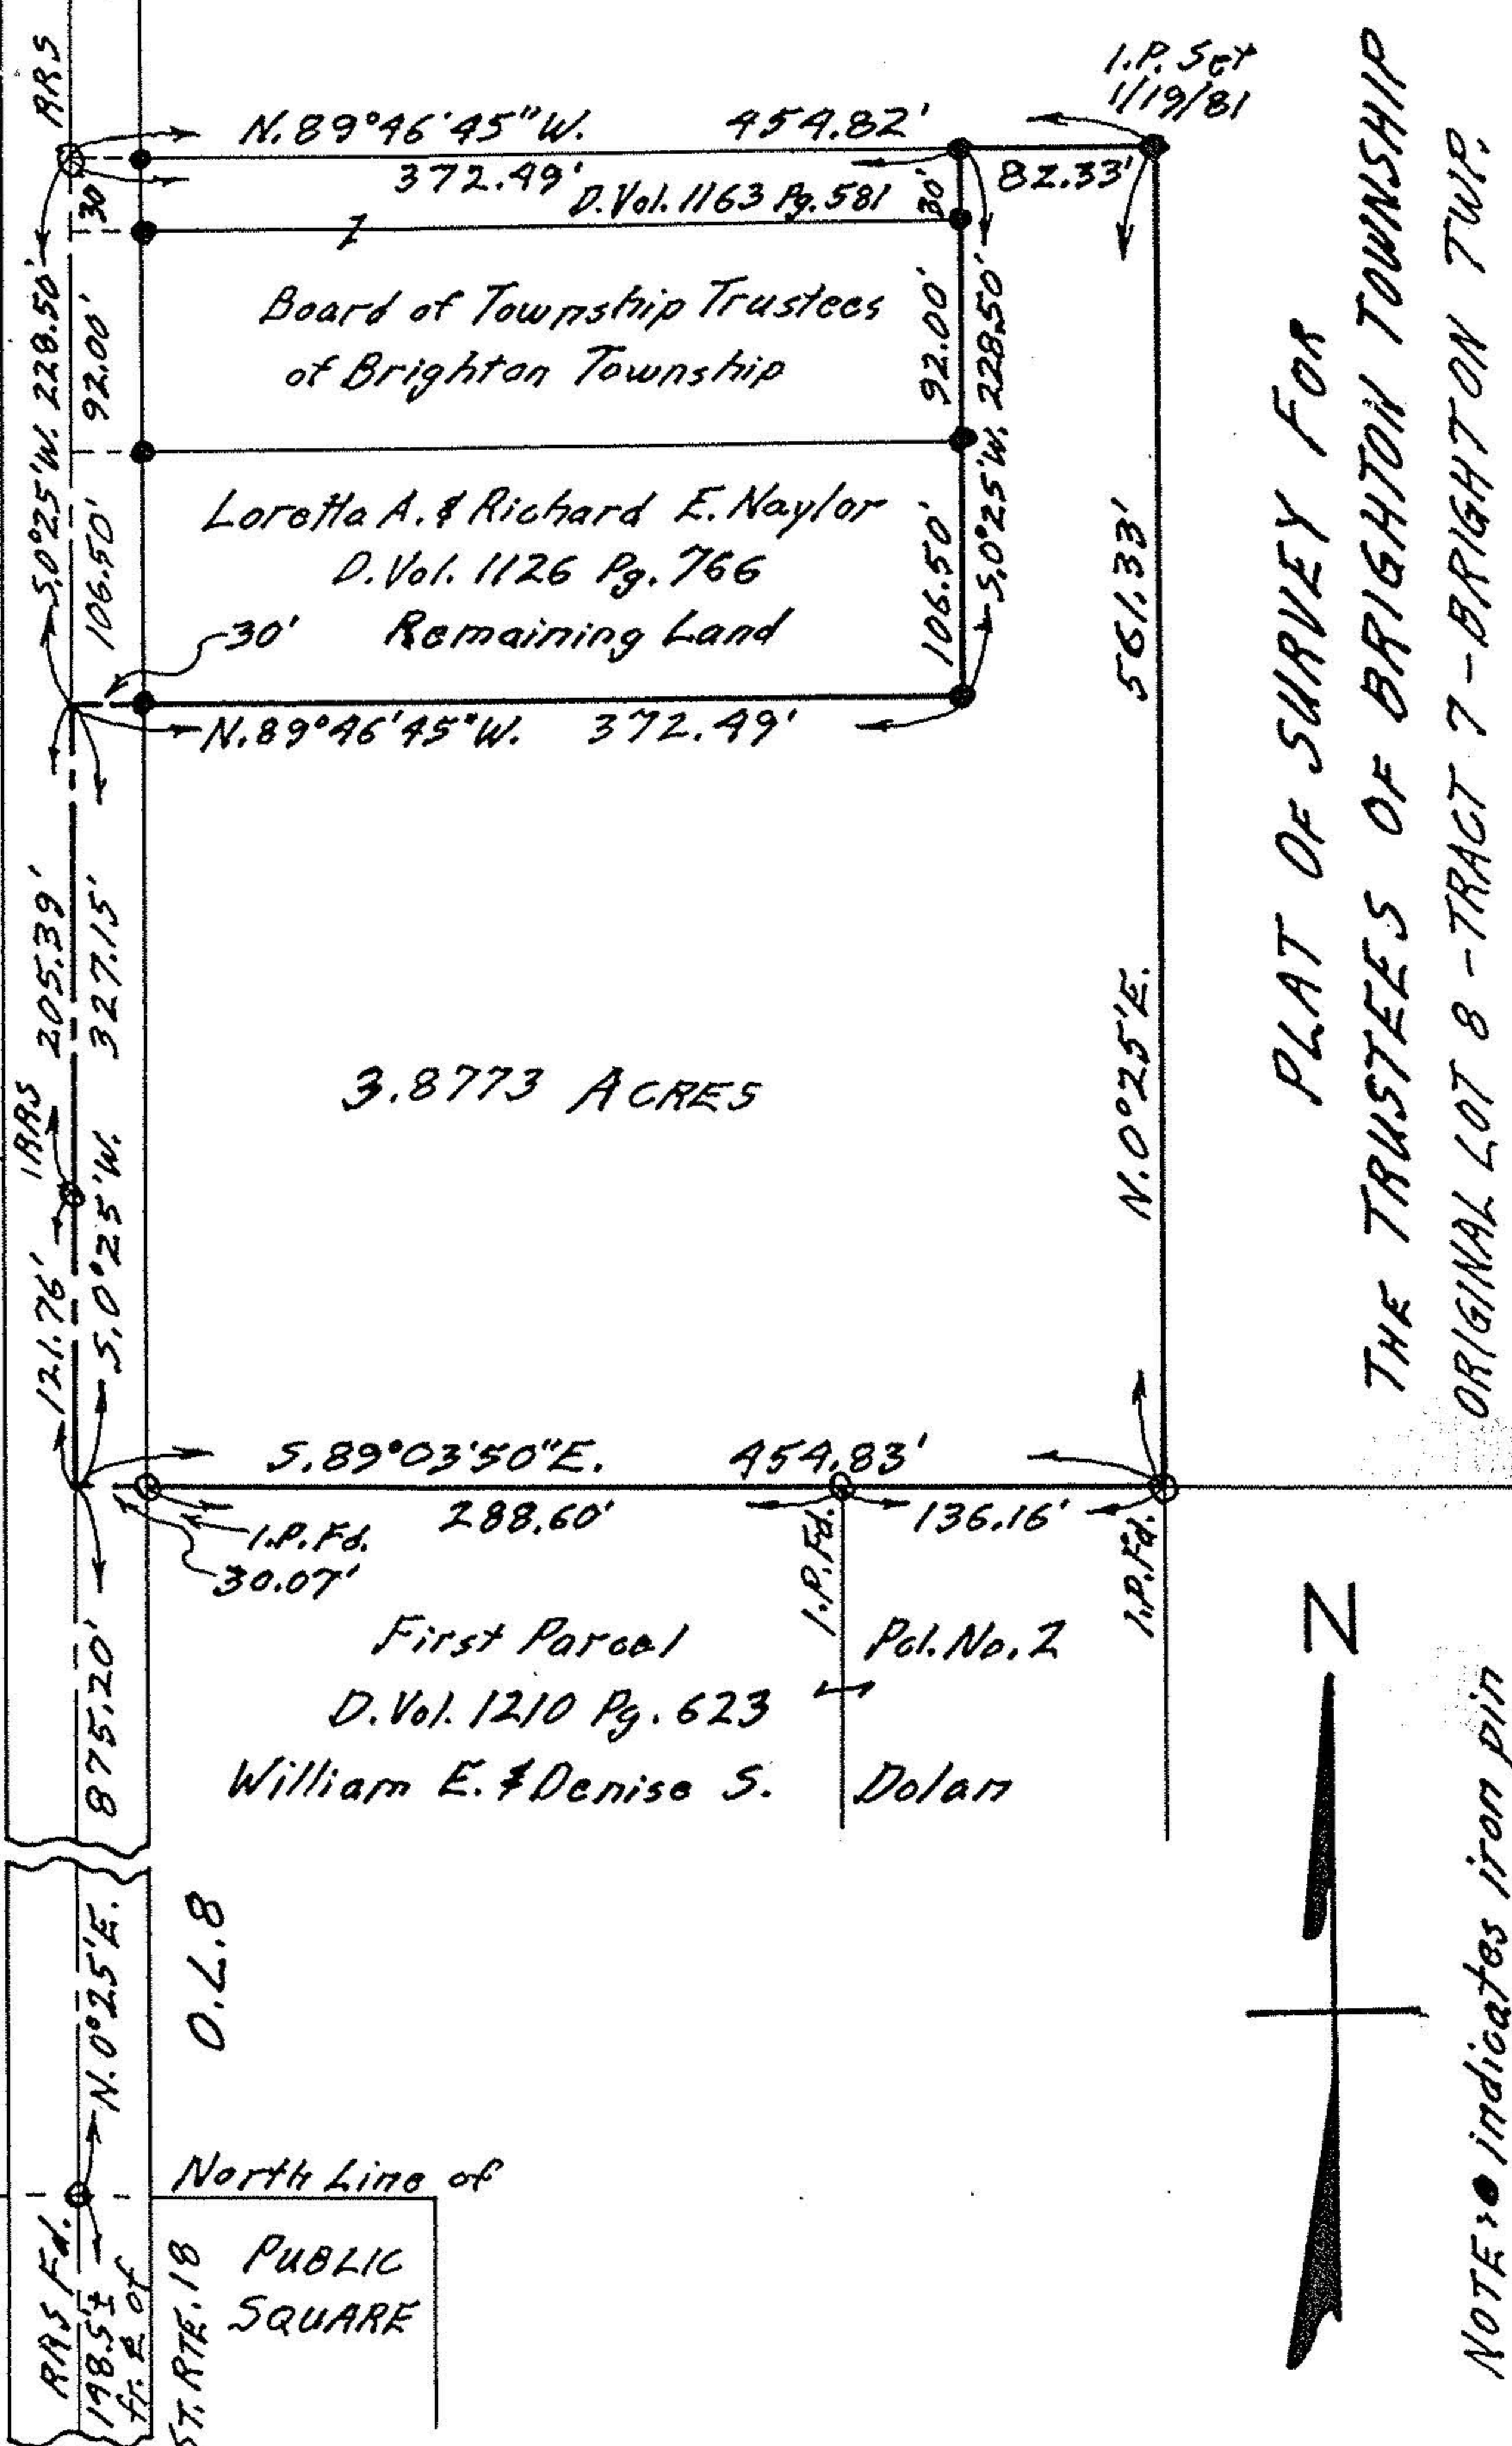 RRS
I.P. Set
1/19/81
N.89°46'45"W. 454.82'
372.49' 82.33'
D.Vol. 1163 Pg. 581
30'
30'
Z
S.0°25'W. 228.50'
92.00'
Board of Township Trustees
of Brighton Township
92.00'
S.0°25'W. 228.50'
106.50'
Loretta A. & Richard E. Naylor
D.Vol. 1126 Pg. 766
Remaining Land
106.50'
30'
N.89°46'45"W. 372.49'
561.33'
N.0°25'E.
205.39'
327.15'
3.8773 ACRES
RRS
121.76'
S.0°25'W.
S.89°03'50"E. 454.83'
288.60' 136.16'
I.P.Fd.
30.07'
I.P.Fd.
I.P.Fd.
First Parcel
Pcl. No. 2
D.Vol. 1210 Pg. 623
William E. & Denise S. Dolan
875.20'
N.0°25'E.
O.L.8
North Line of
PUBLIC
SQUARE
RRS Fd.
198.5'±
fr. ₵ of
ST. RTE. 18
PLAT OF SURVEY FOR
THE TRUSTEES OF BRIGHTON TOWNSHIP
ORIGINAL LOT 8 - TRACT 7 - BRIGHTON TWP.
N
NOTE: indicates iron pin